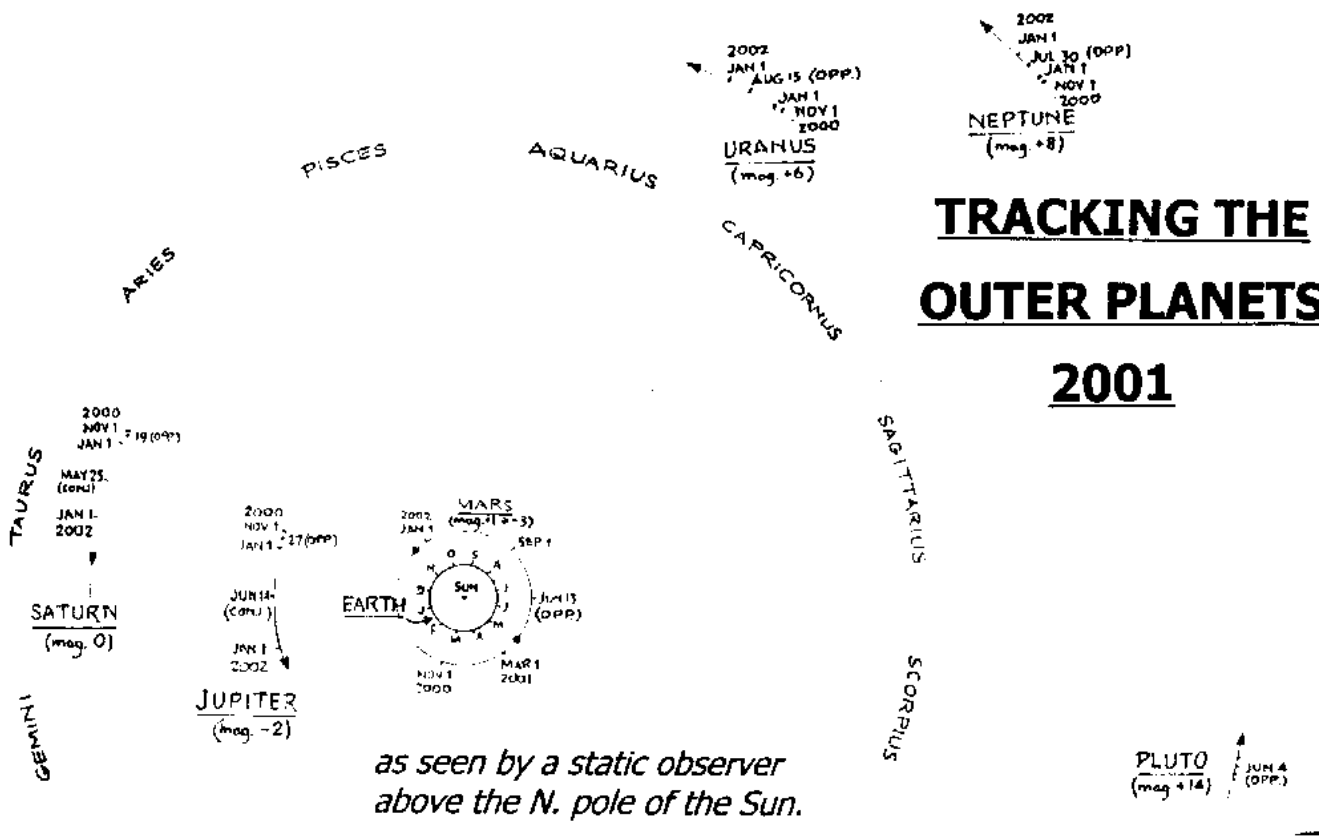 2002
JAN 1
AUG 15 (OPP.)
JAN 1
NOV 1
2000
URANUS
(mag. +6)
2002
JAN 1
JUL 30 (OPP)
JAN 1
NOV 1
2000
NEPTUNE
(mag. +8)
PISCES
AQUARIUS
ARIES
CAPRICORNUS
TRACKING THE
OUTER PLANETS
2001
2000
NOV 1
JAN 1
19 (OPP)
MAY 25
(conj)
JAN 1
2002
TAURUS
SATURN
(mag. 0)
GEMINI
2000
NOV 1
JAN 1
27 (OPP)
JUN 14
(conj)
JAN 1
2002
JUPITER
(mag. -2)
2002
JAN 1
MARS
SEP 1
JUN 13
(OPP)
MAR 1
2001
NOV 1
2000
EARTH
SUN
J F M A M J J A S O N D
SAGITTARIUS
SCORPIUS
PLUTO
(mag +14)
JUN 4
(OPP.)
as seen by a static observer
above the N. pole of the Sun.